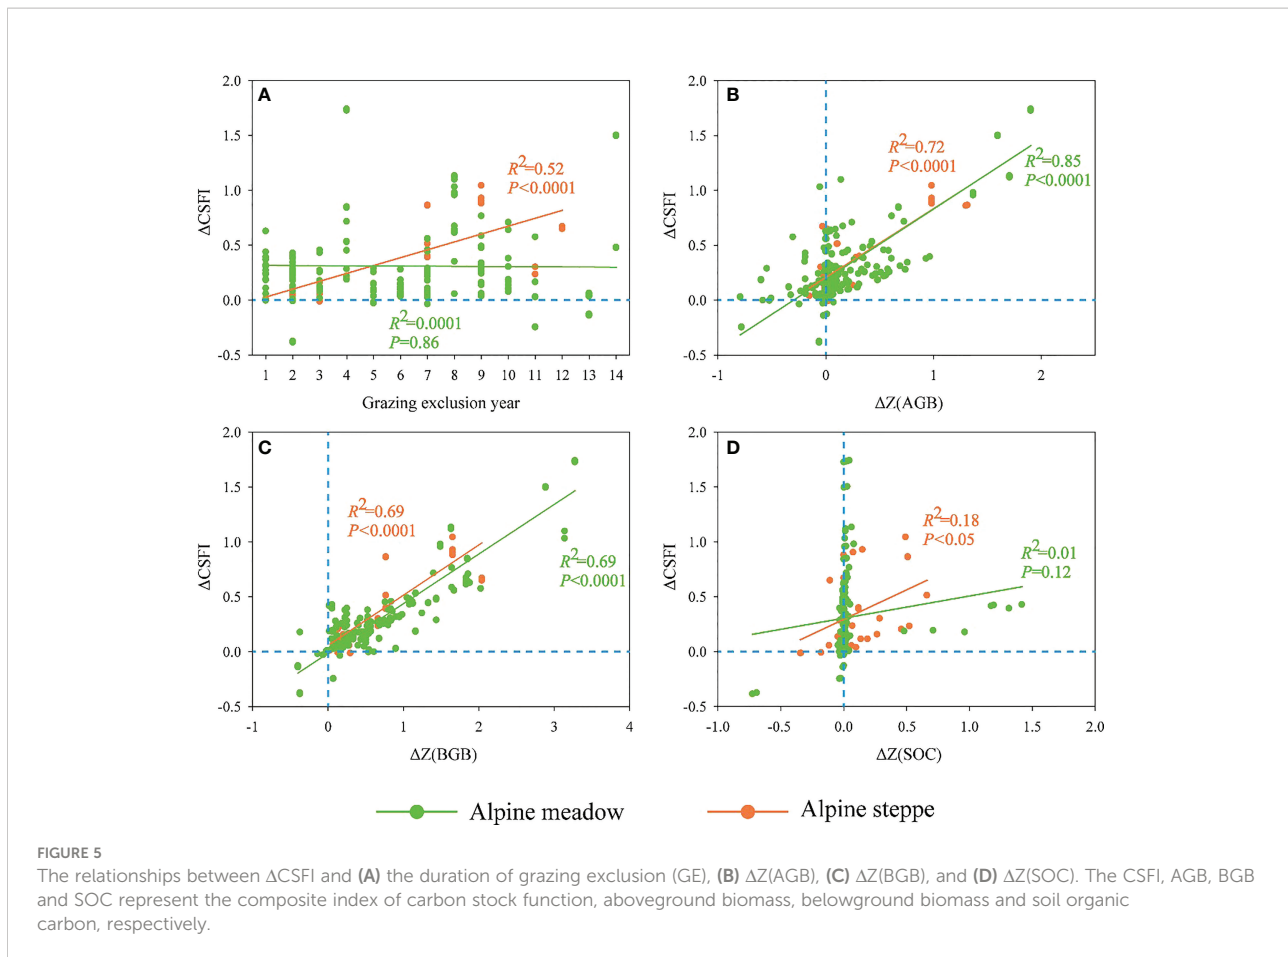 A
2.0
1.5
1.0
0.5
0.0
-0.5
ΔCSFI
R²=0.52
P<0.0001
R²=0.0001
P=0.86
1 2 3 4 5 6 7 8 9 10 11 12 13 14
Grazing exclusion year
B
2.0
1.5
1.0
0.5
0.0
-0.5
ΔCSFI
R²=0.72
P<0.0001
R²=0.85
P<0.0001
-1 0 1 2
ΔZ(AGB)
C
2.0
1.5
1.0
0.5
0.0
-0.5
ΔCSFI
R²=0.69
P<0.0001
R²=0.69
P<0.0001
-1 0 1 2 3 4
ΔZ(BGB)
D
2.0
1.5
1.0
0.5
0.0
-0.5
ΔCSFI
R²=0.18
P<0.05
R²=0.01
P=0.12
-1.0 -0.5 0.0 0.5 1.0 1.5 2.0
ΔZ(SOC)
Alpine meadow Alpine steppe
FIGURE 5
The relationships between ΔCSFI and (A) the duration of grazing exclusion (GE), (B) ΔZ(AGB), (C) ΔZ(BGB), and (D) ΔZ(SOC). The CSFI, AGB, BGB
and SOC represent the composite index of carbon stock function, aboveground biomass, belowground biomass and soil organic
carbon, respectively.